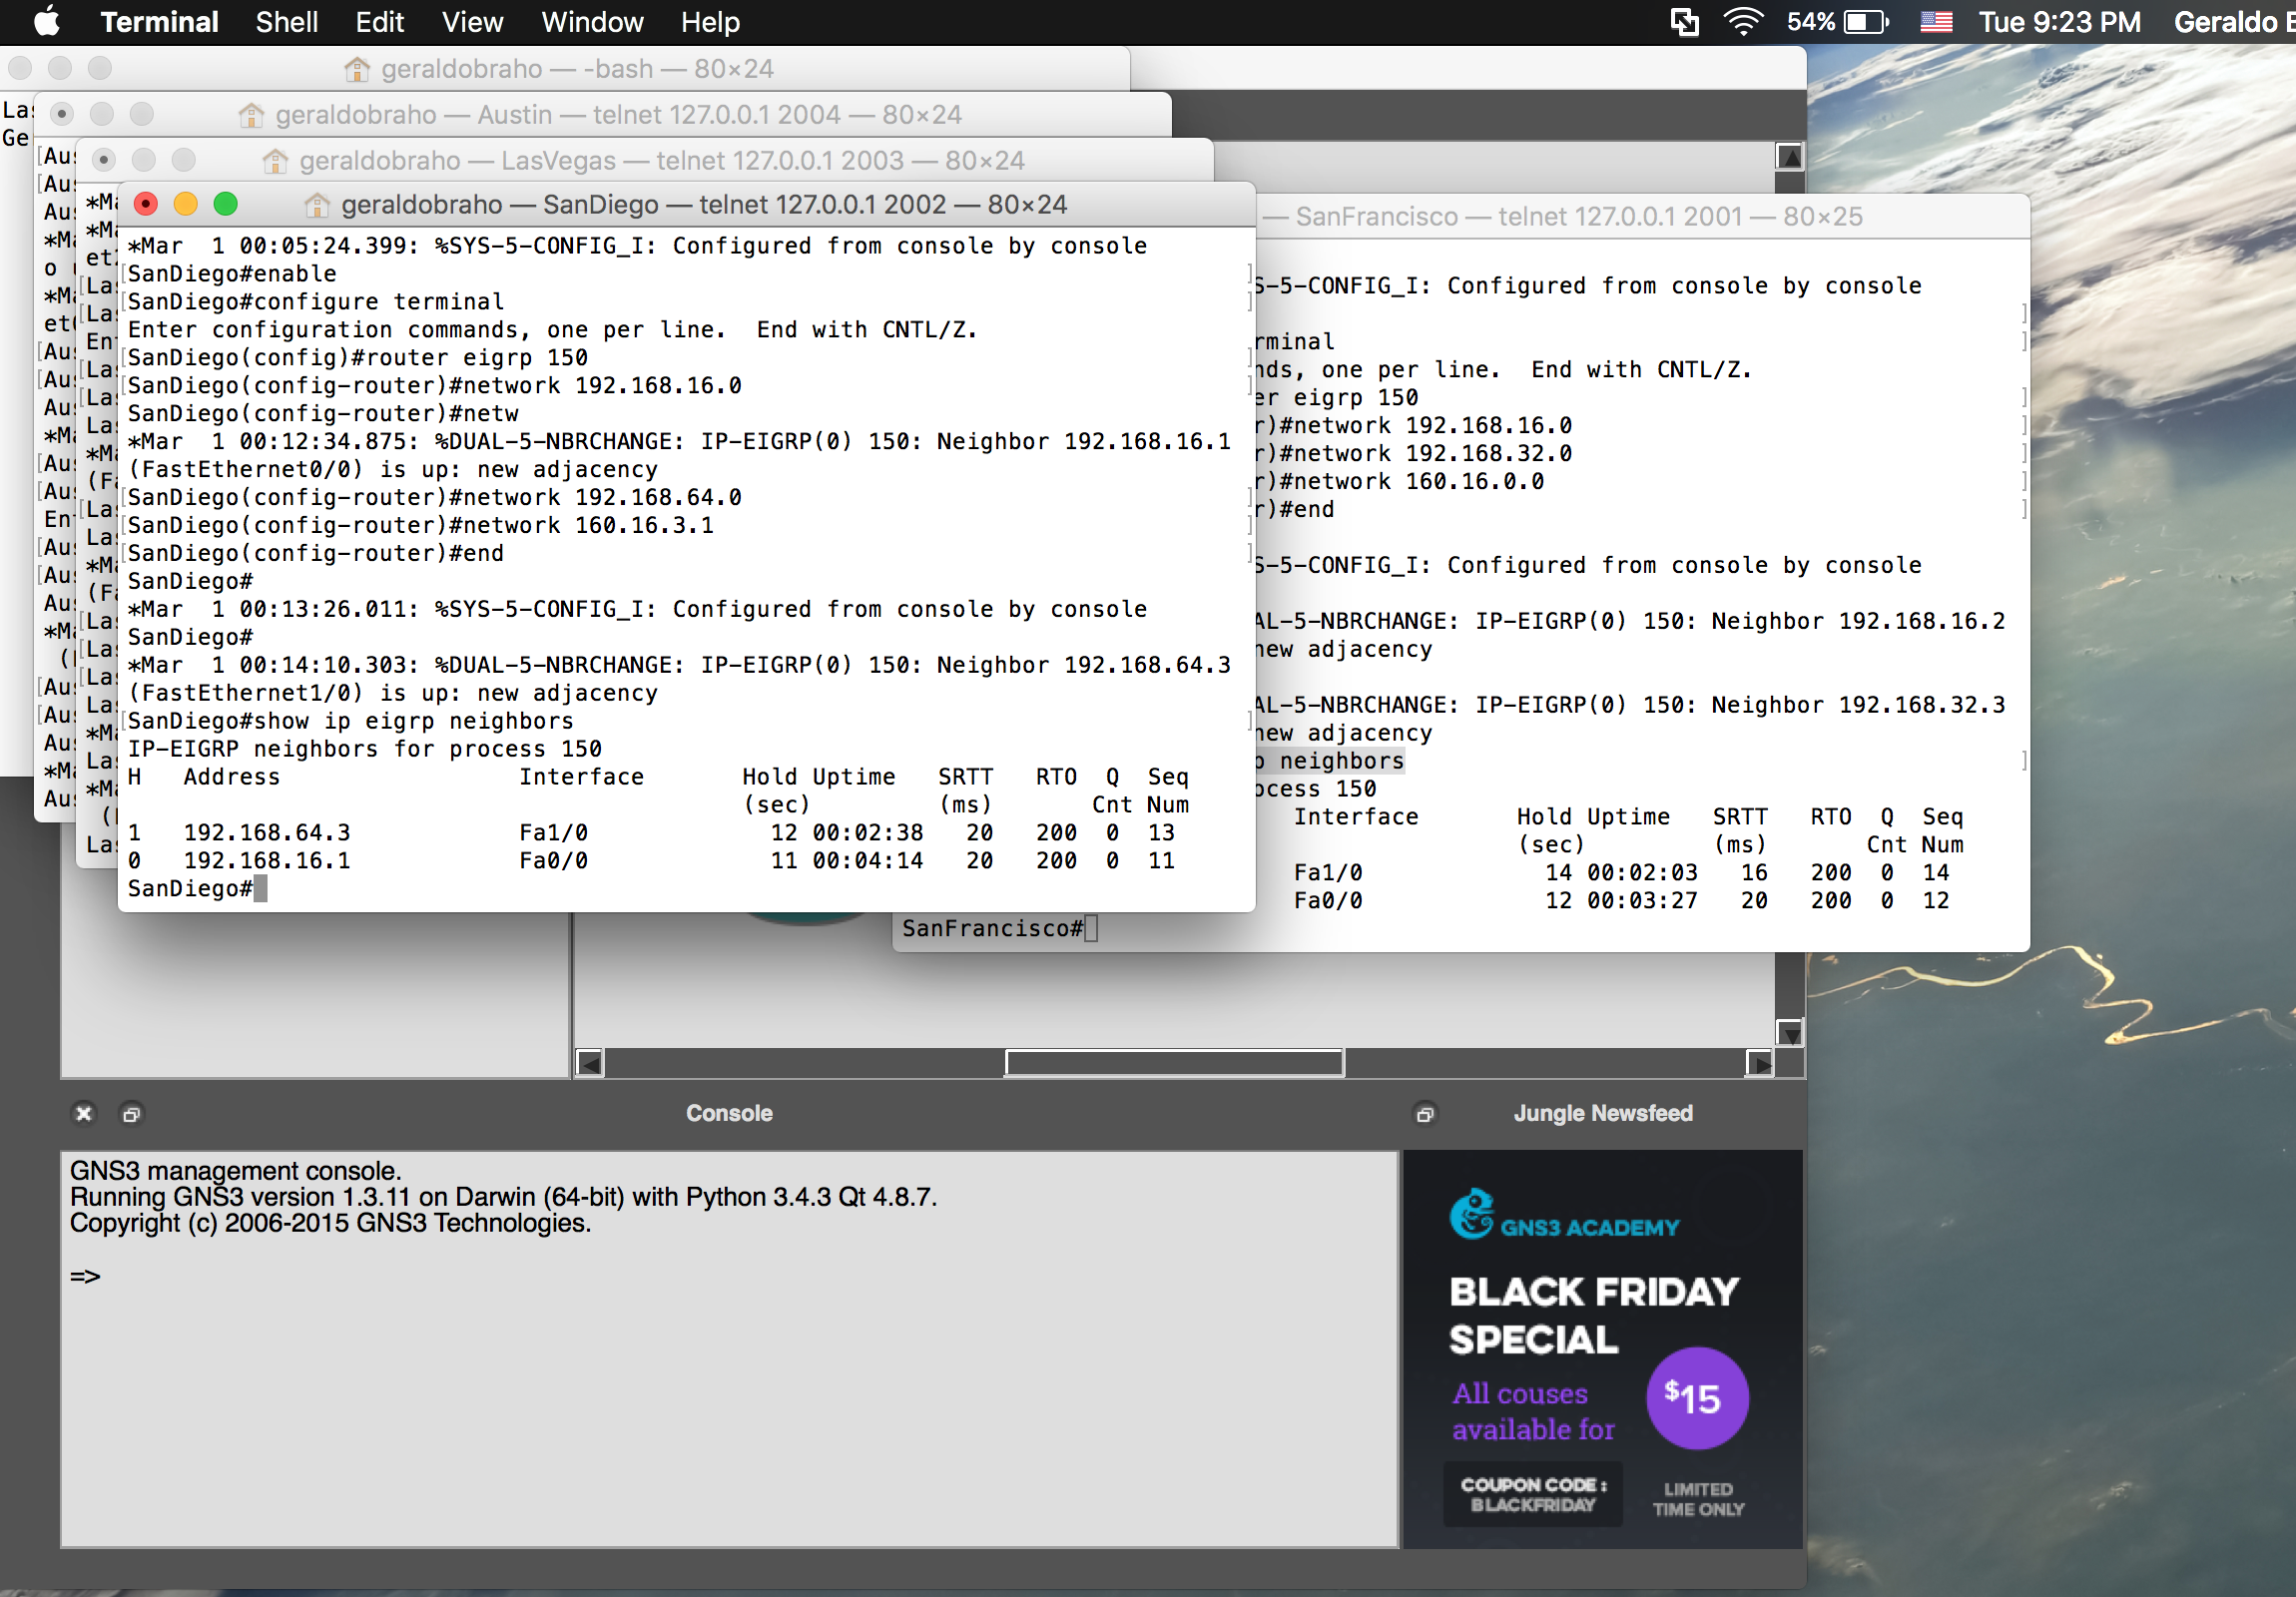 Terminal Shell Edit View Window Help 54% Tue 9:23 PM Geraldo
geraldobraho — -bash — 80×24
geraldobraho — Austin — telnet 127.0.0.1 2004 — 80×24
geraldobraho — LasVegas — telnet 127.0.0.1 2003 — 80×24
geraldobraho — SanDiego — telnet 127.0.0.1 2002 — 80×24
*Mar  1 00:05:24.399: %SYS-5-CONFIG_I: Configured from console by console
SanDiego#enable
SanDiego#configure terminal
Enter configuration commands, one per line.  End with CNTL/Z.
SanDiego(config)#router eigrp 150
SanDiego(config-router)#network 192.168.16.0
SanDiego(config-router)#netw
*Mar  1 00:12:34.875: %DUAL-5-NBRCHANGE: IP-EIGRP(0) 150: Neighbor 192.168.16.1
(FastEthernet0/0) is up: new adjacency
SanDiego(config-router)#network 192.168.64.0
SanDiego(config-router)#network 160.16.3.1
SanDiego(config-router)#end
SanDiego#
*Mar  1 00:13:26.011: %SYS-5-CONFIG_I: Configured from console by console
SanDiego#
*Mar  1 00:14:10.303: %DUAL-5-NBRCHANGE: IP-EIGRP(0) 150: Neighbor 192.168.64.3
(FastEthernet1/0) is up: new adjacency
SanDiego#show ip eigrp neighbors
IP-EIGRP neighbors for process 150
H   Address                 Interface       Hold Uptime   SRTT   RTO  Q  Seq
(sec)         (ms)       Cnt Num
1   192.168.64.3            Fa1/0             12 00:02:38   20   200  0  13
0   192.168.16.1            Fa0/0             11 00:04:14   20   200  0  11
SanDiego#
— SanFrancisco — telnet 127.0.0.1 2001 — 80×25
S-5-CONFIG_I: Configured from console by console
rminal
nds, one per line.  End with CNTL/Z.
er eigrp 150
r)#network 192.168.16.0
r)#network 192.168.32.0
r)#network 160.16.0.0
r)#end
S-5-CONFIG_I: Configured from console by console
AL-5-NBRCHANGE: IP-EIGRP(0) 150: Neighbor 192.168.16.2
new adjacency
AL-5-NBRCHANGE: IP-EIGRP(0) 150: Neighbor 192.168.32.3
new adjacency
p neighbors
ocess 150
Interface       Hold Uptime   SRTT   RTO  Q  Seq
(sec)         (ms)       Cnt Num
Fa1/0             14 00:02:03   16   200  0  14
Fa0/0             12 00:03:27   20   200  0  12
SanFrancisco#
Console
GNS3 management console.
Running GNS3 version 1.3.11 on Darwin (64-bit) with Python 3.4.3 Qt 4.8.7.
Copyright (c) 2006-2015 GNS3 Technologies.
=>
Jungle Newsfeed
GNS3 ACADEMY
BLACK FRIDAY
SPECIAL
All couses
available for
$15
COUPON CODE :
BLACKFRIDAY
LIMITED
TIME ONLY